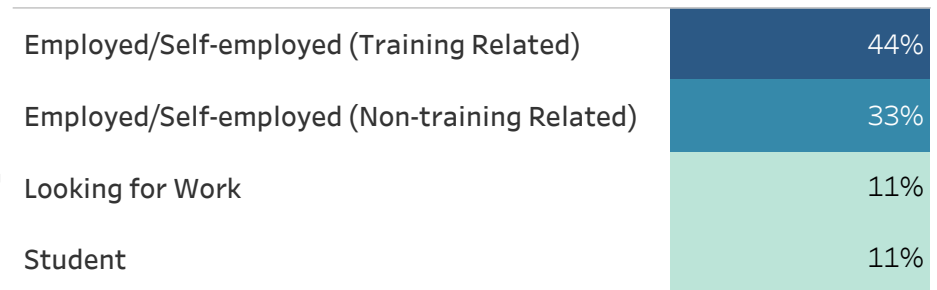 Employed/Self-employed (Training Related) 44%
Employed/Self-employed (Non-training Related) 33%
Looking for Work 11%
Student 11%